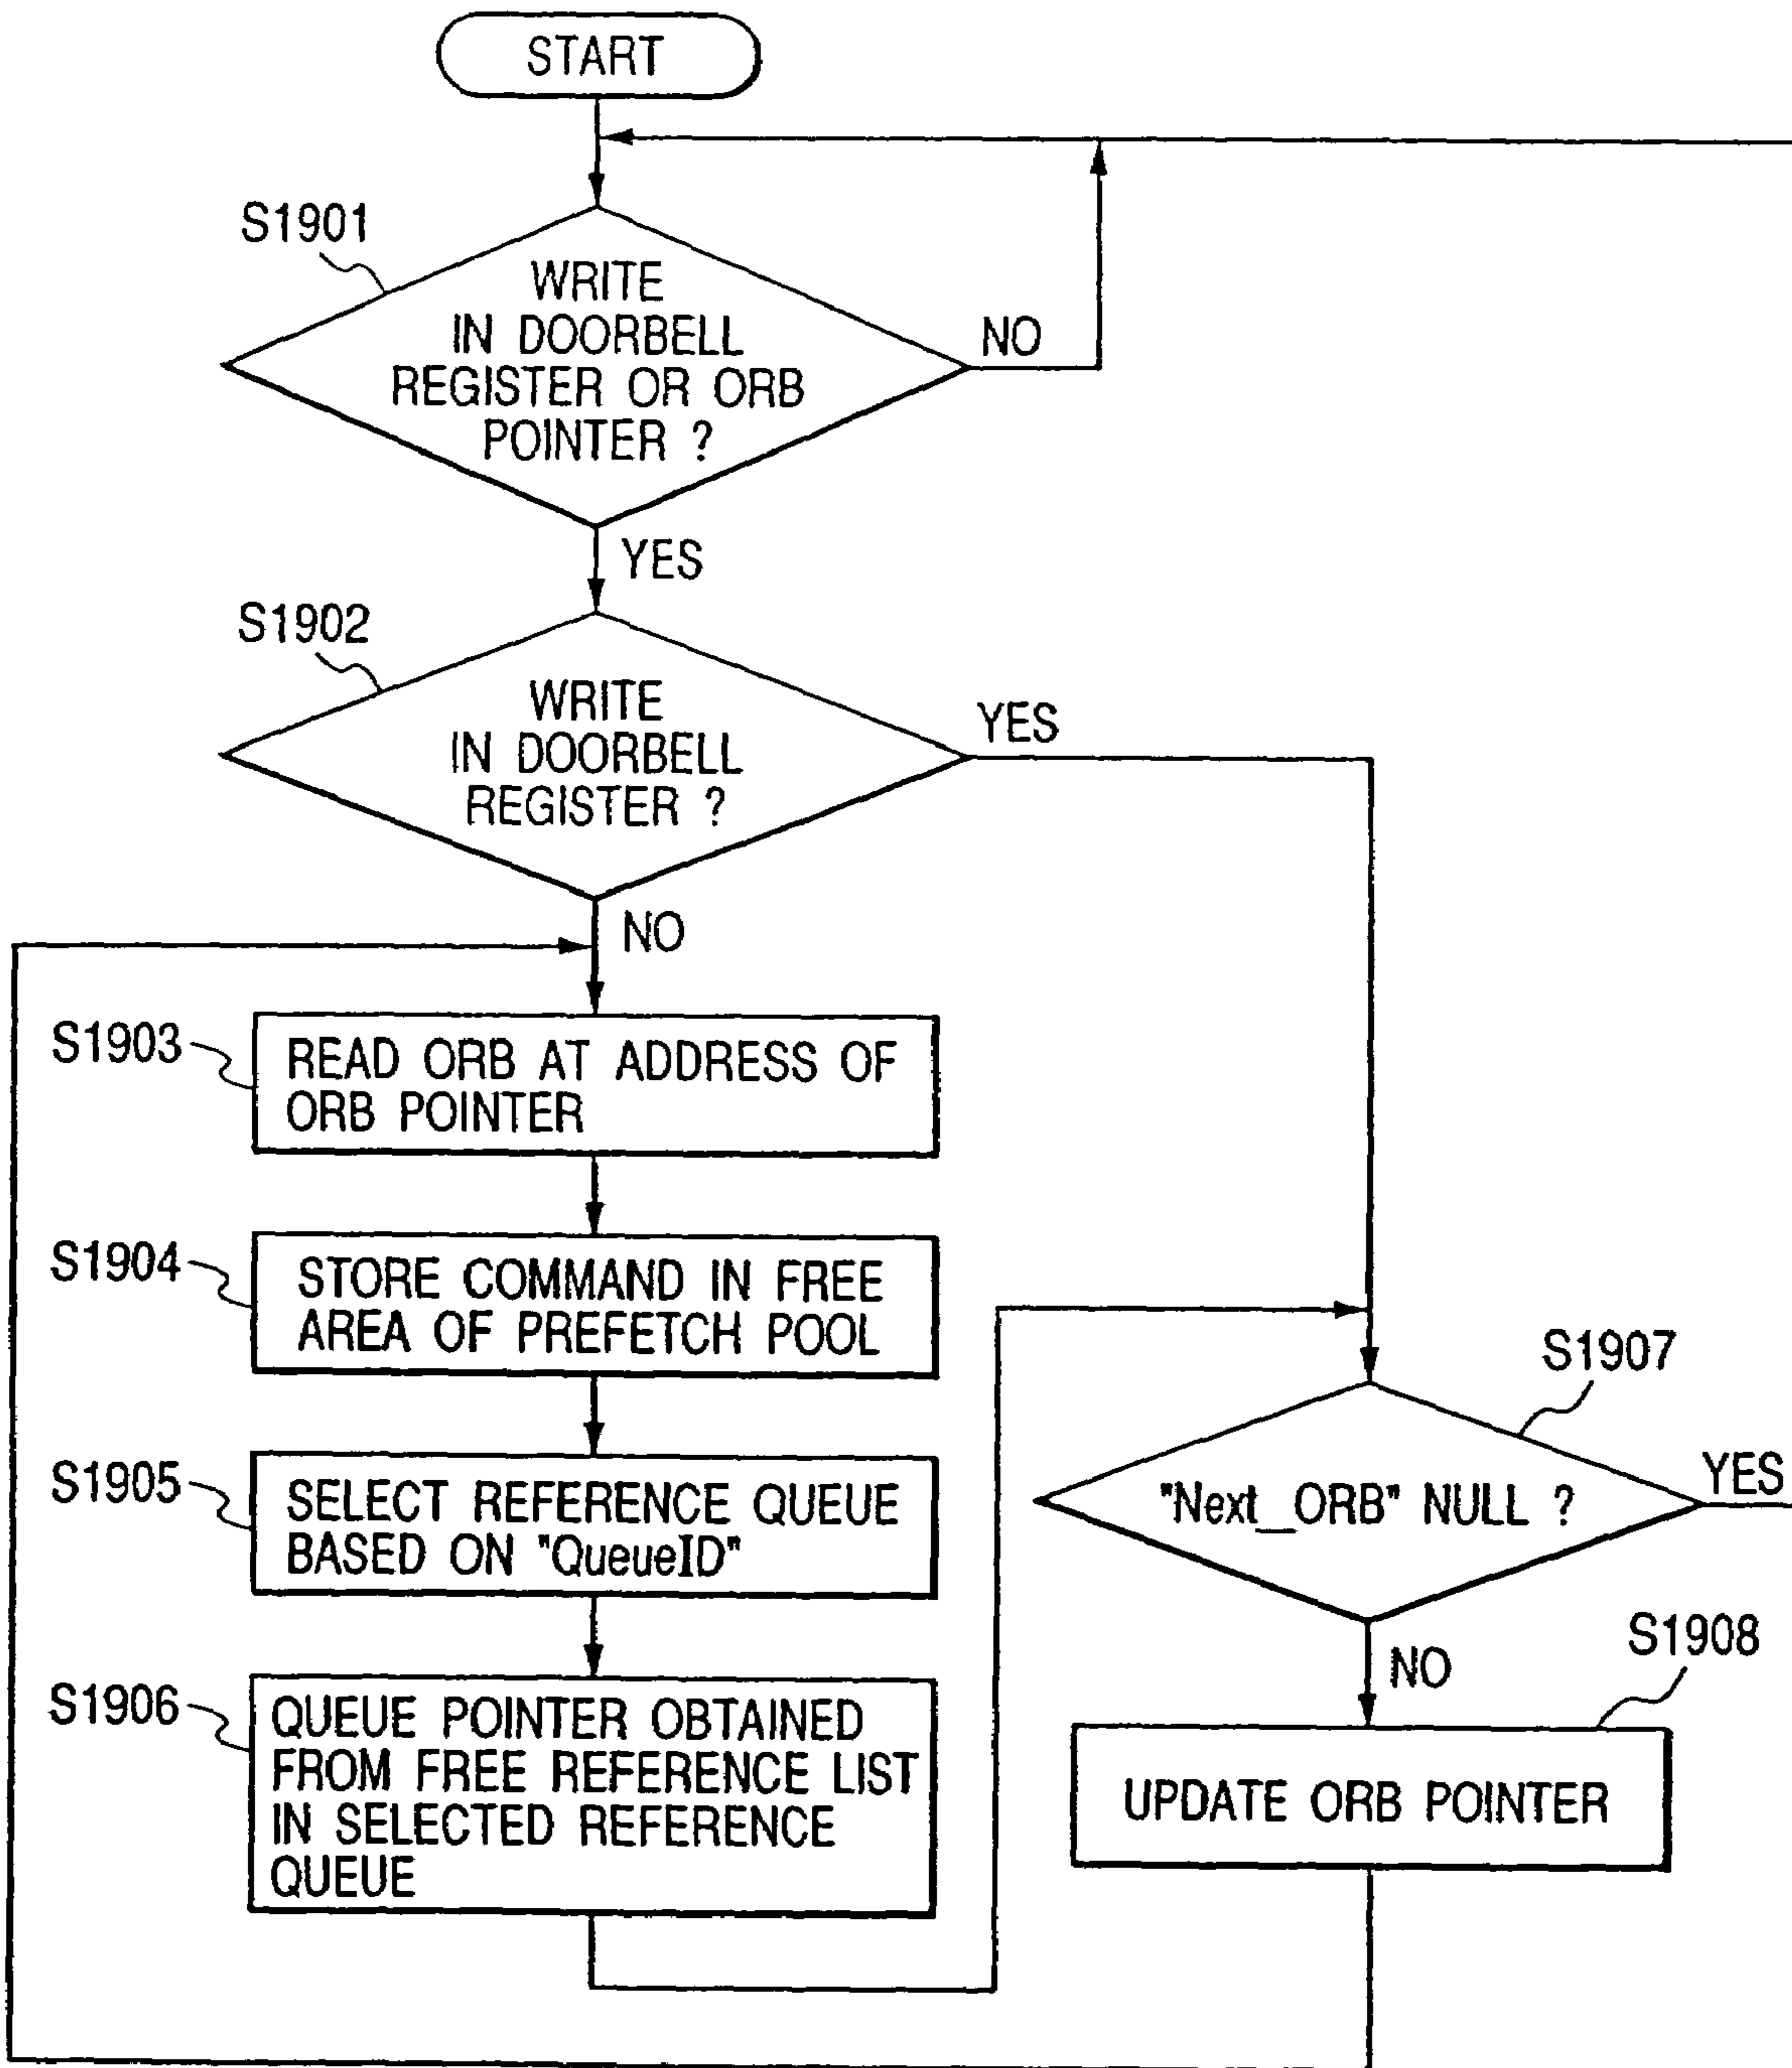 START
S1901
WRITE
IN DOORBELL
REGISTER OR ORB
POINTER ?
NO
YES
S1902
WRITE
IN DOORBELL
REGISTER ?
YES
NO
S1903
READ ORB AT ADDRESS OF
ORB POINTER
S1904
STORE COMMAND IN FREE
AREA OF PREFETCH POOL
S1905
SELECT REFERENCE QUEUE
BASED ON "QueueID"
S1906
QUEUE POINTER OBTAINED
FROM FREE REFERENCE LIST
IN SELECTED REFERENCE
QUEUE
S1907
"Next_ORB" NULL ?
YES
NO
S1908
UPDATE ORB POINTER